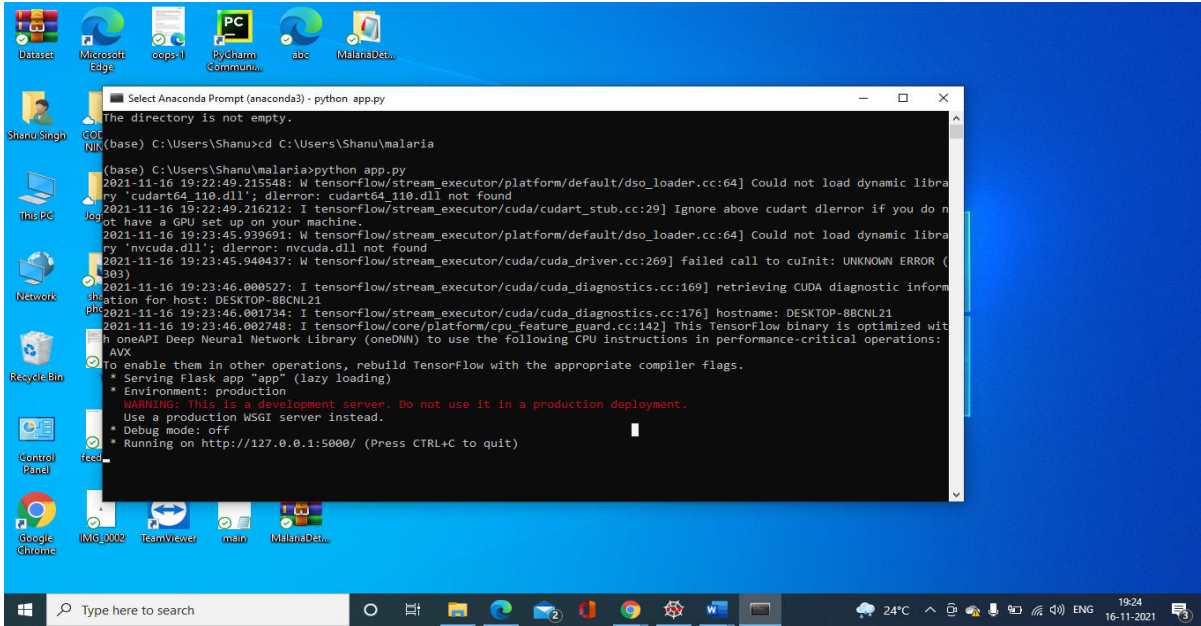 Dataset
Microsoft
Edge
oops-1
PC
PyCharm
Communi...
abc
MalariaDet...
Shanu Singh
This PC
Network
Recycle Bin
Control
Panel
Google
Chrome
IMG_0002
TeamViewer
main
MalariaDet...
Select Anaconda Prompt (anaconda3) - python  app.py
The directory is not empty.
(base) C:\Users\Shanu>cd C:\Users\Shanu\malaria
(base) C:\Users\Shanu\malaria>python app.py
2021-11-16 19:22:49.215548: W tensorflow/stream_executor/platform/default/dso_loader.cc:64] Could not load dynamic libra
ry 'cudart64_110.dll'; dlerror: cudart64_110.dll not found
2021-11-16 19:22:49.216212: I tensorflow/stream_executor/cuda/cudart_stub.cc:29] Ignore above cudart dlerror if you do n
ot have a GPU set up on your machine.
2021-11-16 19:23:45.939691: W tensorflow/stream_executor/platform/default/dso_loader.cc:64] Could not load dynamic libra
ry 'nvcuda.dll'; dlerror: nvcuda.dll not found
2021-11-16 19:23:45.940437: W tensorflow/stream_executor/cuda/cuda_driver.cc:269] failed call to cuInit: UNKNOWN ERROR (
303)
2021-11-16 19:23:46.000527: I tensorflow/stream_executor/cuda/cuda_diagnostics.cc:169] retrieving CUDA diagnostic inform
ation for host: DESKTOP-8BCNL21
2021-11-16 19:23:46.001734: I tensorflow/stream_executor/cuda/cuda_diagnostics.cc:176] hostname: DESKTOP-8BCNL21
2021-11-16 19:23:46.002748: I tensorflow/core/platform/cpu_feature_guard.cc:142] This TensorFlow binary is optimized wit
h oneAPI Deep Neural Network Library (oneDNN) to use the following CPU instructions in performance-critical operations:
AVX
To enable them in other operations, rebuild TensorFlow with the appropriate compiler flags.
* Serving Flask app "app" (lazy loading)
* Environment: production
WARNING: This is a development server. Do not use it in a production deployment.
Use a production WSGI server instead.
* Debug mode: off
* Running on http://127.0.0.1:5000/ (Press CTRL+C to quit)
Type here to search
2
W
24°C
ENG
19:24
16-11-2021
3